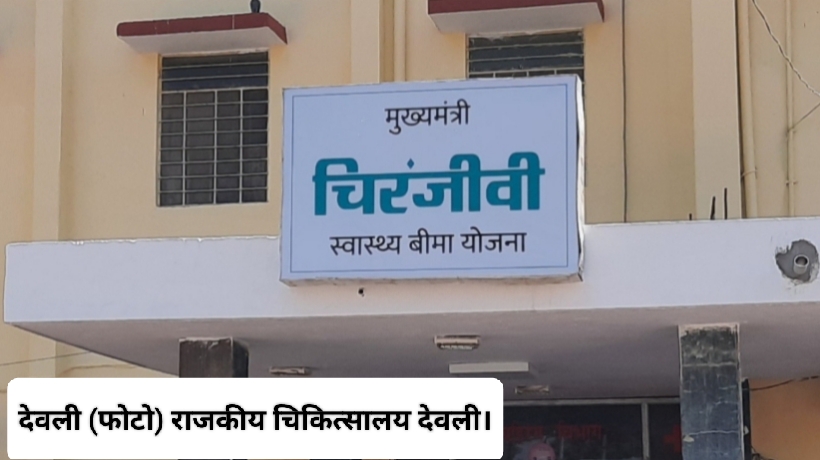 मुख्यमंत्री
चिरंजीवी
स्वास्थ्य बीमा योजना
देवली (फोटो) राजकीय चिकित्सालय देवली।